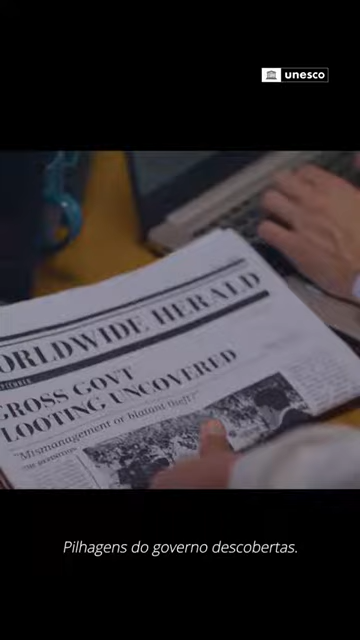 unesco
ORLDWIDE HERALD
GROSS GOVT
LOOTING UNCOVERED
"Mismanagement or blatant theft?"
Pilhagens do governo descobertas.